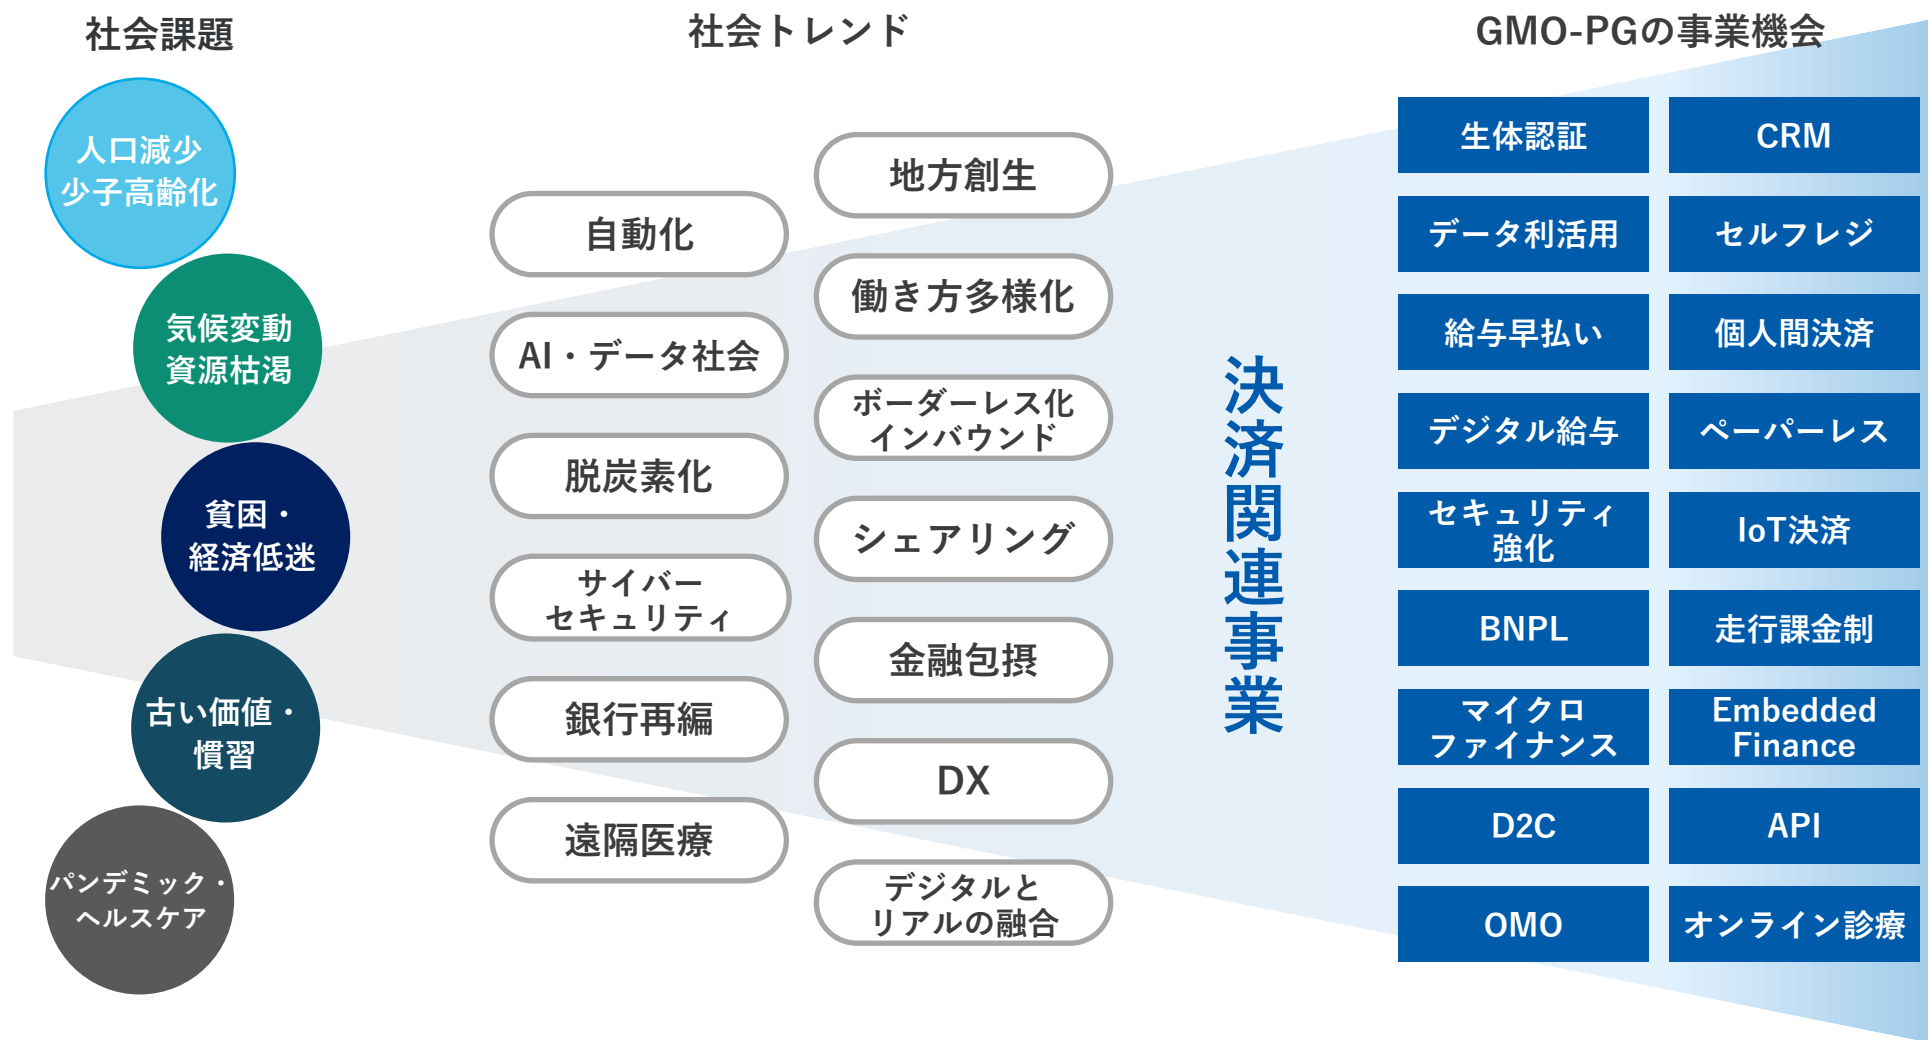 社会課題
社会トレンド
GMO-PGの事業機会
人口減少
少子高齢化
気候変動
資源枯渇
貧困・
経済低迷
古い価値・
慣習
パンデミック・
ヘルスケア
自動化
AI・データ社会
脱炭素化
サイバー
セキュリティ
銀行再編
遠隔医療
地方創生
働き方多様化
ボーダーレス化
インバウンド
シェアリング
金融包摂
DX
デジタルと
リアルの融合
決済関連事業
生体認証
CRM
データ利活用
セルフレジ
給与早払い
個人間決済
デジタル給与
ペーパーレス
セキュリティ
強化
IoT決済
BNPL
走行課金制
マイクロ
ファイナンス
Embedded
Finance
D2C
API
OMO
オンライン診療